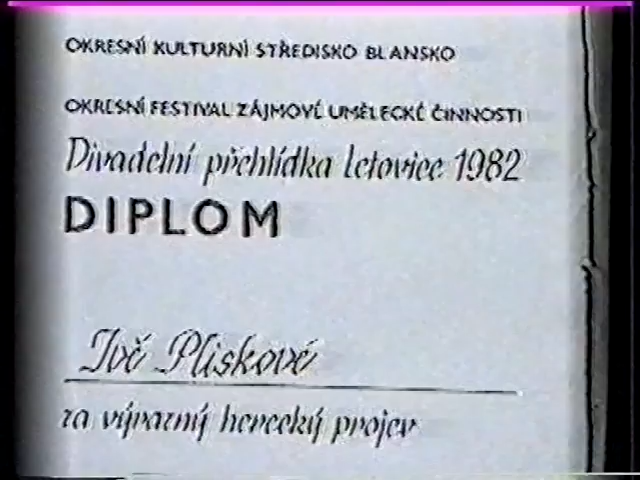 OKRESNÍ KULTURNÍ STŘEDISKO BLANSKO
OKRESNÍ FESTIVAL ZÁJMOVÉ UMĚLECKÉ ČINNOSTI
Divadelní přehlídka Letovice 1982
DIPLOM
Ivě Pliskové
za výrazný herecký projev